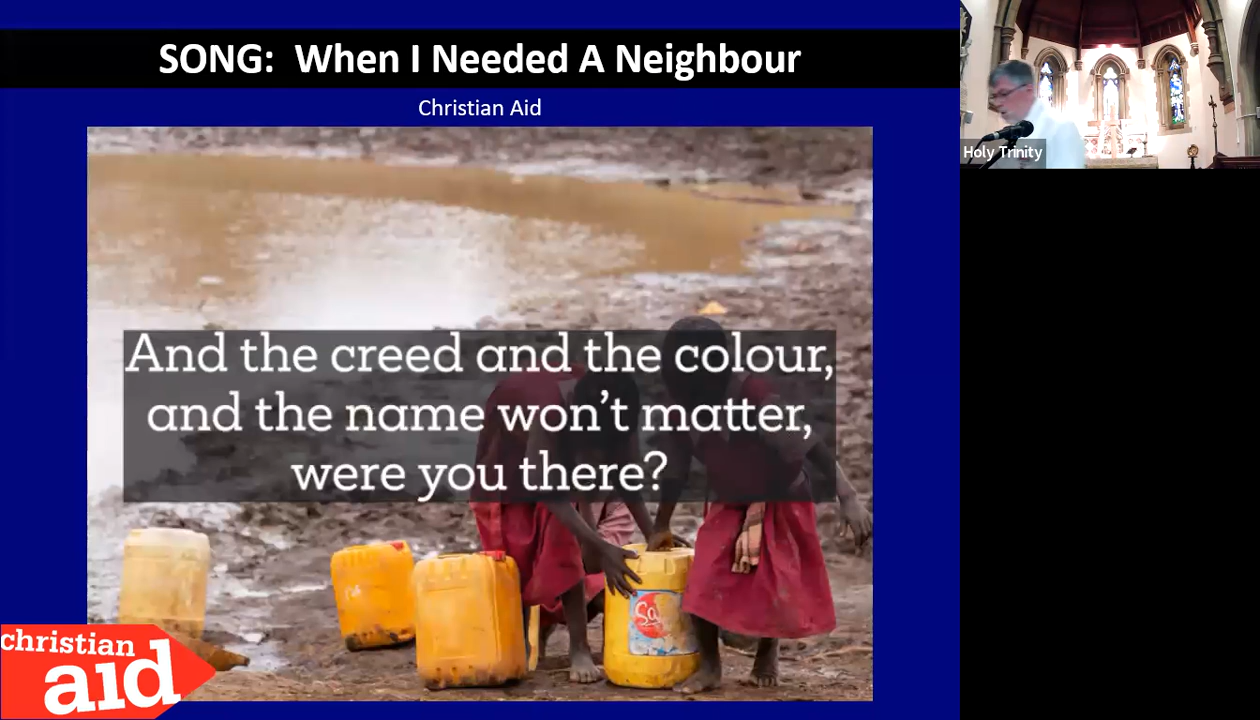 SONG: When I Needed A Neighbour
Christian Aid
Holy Trinity
And the creed and the colour,
and the name won't matter,
were you there?
Sa
christian
aid